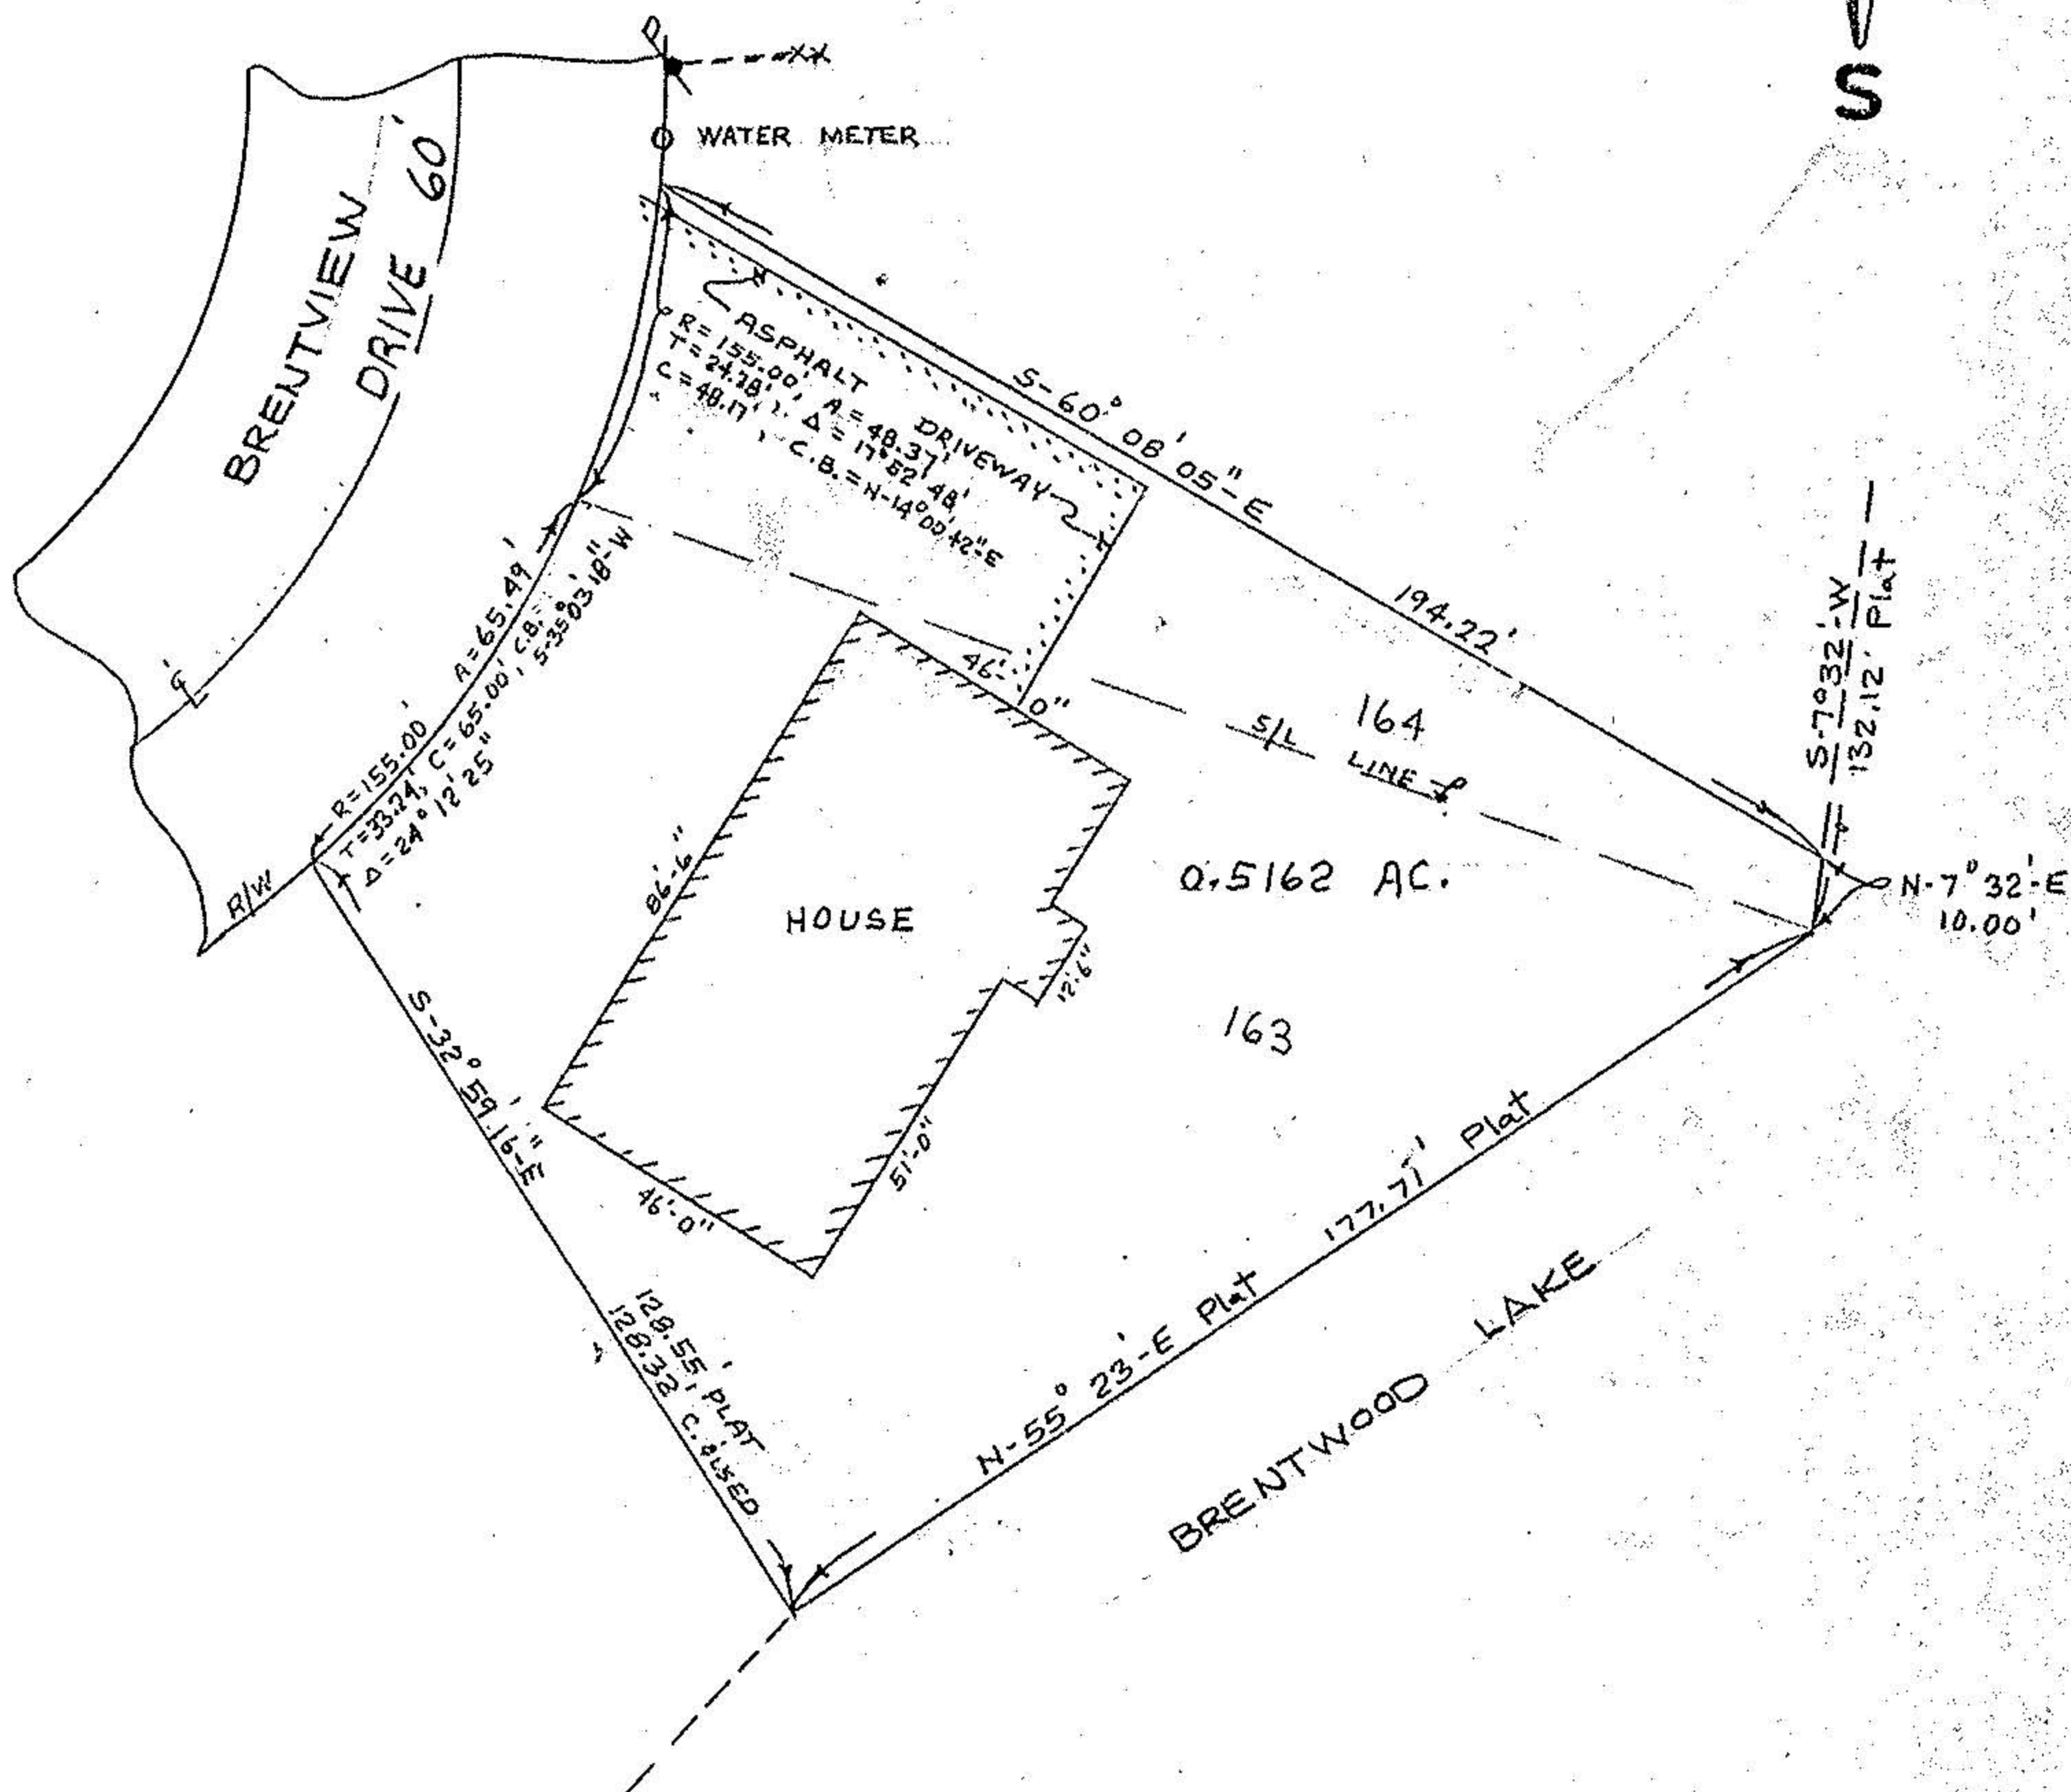 S
XX
WATER METER
BRENTVIEW
DRIVE 60'
ASPHALT DRIVEWAY
R=155.00', A=48.37'
T=24.38', Δ=17°52'48'
C=48.17', C.B.=N-14°00'42"-E
S-60° 08' 05"-E
194.22'
S-7°32'-W
132.12' Plat
N-7°32'-E
10.00'
R=155.00' A=65.49'
T=33.24', C=65.00', C.B.=
Δ=24°12'25" S-35°03'18"-W
R/W
46'-0"
164
S/L LINE
0.5162 AC.
86'-6"
HOUSE
12'-6"
163
51'-0"
46'-0"
S-32° 59' 16"-E
128.55' PLAT
128.32'
N-55° 23'-E Plat 177.71' Plat
BRENTWOOD LAKE